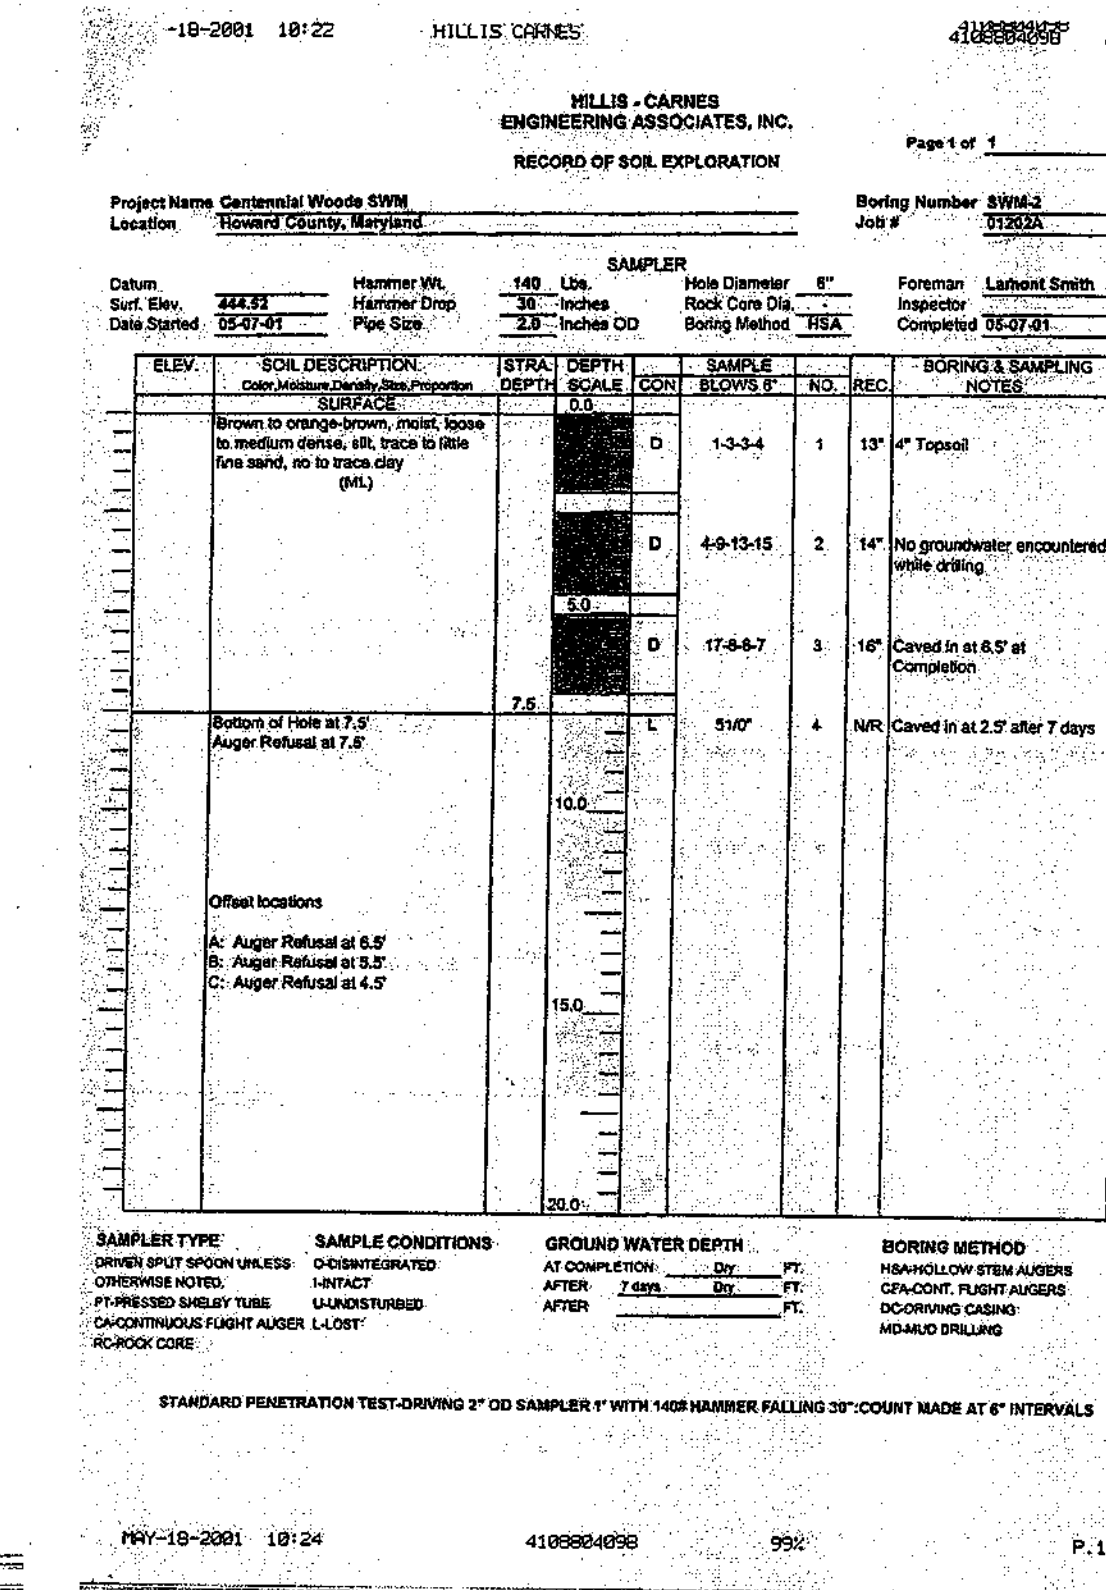 -18-2001 10:22 HILLIS CARNES 4108804098
HILLIS - CARNES
ENGINEERING ASSOCIATES, INC.
Page 1 of 1
RECORD OF SOIL EXPLORATION
Project Name Centennial Woods SWM Boring Number SWM-2
Location Howard County, Maryland Job # 01202A
SAMPLER
Datum Hammer Wt. 140 Lbs. Hole Diameter 6" Foreman Lamont Smith
Surf. Elev. 444.52 Hammer Drop 30 Inches Rock Core Dia. - Inspector
Date Started 05-07-01 Pipe Size 2.0 Inches OD Boring Method HSA Completed 05-07-01
ELEV. SOIL DESCRIPTION STRA. DEPTH SAMPLE BORING & SAMPLING
Color,Moisture,Density,Size,Proportion DEPTH SCALE CON BLOWS 6" NO. REC. NOTES
SURFACE 0.0
Brown to orange-brown, moist, loose
to medium dense, silt, trace to little D 1-3-3-4 1 13" 4" Topsoil
fine sand, no to trace clay
(ML)
D 4-9-13-15 2 14" No groundwater encountered
while drilling
5.0
D 17-8-8-7 3 16" Caved in at 6.5' at
Completion
7.5
Bottom of Hole at 7.5' L 51/0" 4 N/R Caved in at 2.5' after 7 days
Auger Refusal at 7.5'
10.0
Offset locations
A: Auger Refusal at 6.5'
B: Auger Refusal at 5.5'
C: Auger Refusal at 4.5'
15.0
20.0
SAMPLER TYPE SAMPLE CONDITIONS GROUND WATER DEPTH BORING METHOD
DRIVEN SPLIT SPOON UNLESS D-DISINTEGRATED AT COMPLETION Dry FT. HSA-HOLLOW STEM AUGERS
OTHERWISE NOTED. I-INTACT AFTER 7 days Dry FT. CFA-CONT. FLIGHT AUGERS
PT-PRESSED SHELBY TUBE U-UNDISTURBED AFTER FT. DC-DRIVING CASING
CA-CONTINUOUS FLIGHT AUGER L-LOST MD-MUD DRILLING
RC-ROCK CORE
STANDARD PENETRATION TEST-DRIVING 2" OD SAMPLER 1' WITH 140# HAMMER FALLING 30":COUNT MADE AT 6" INTERVALS
MAY-18-2001 10:24 4108804098 99% P.1